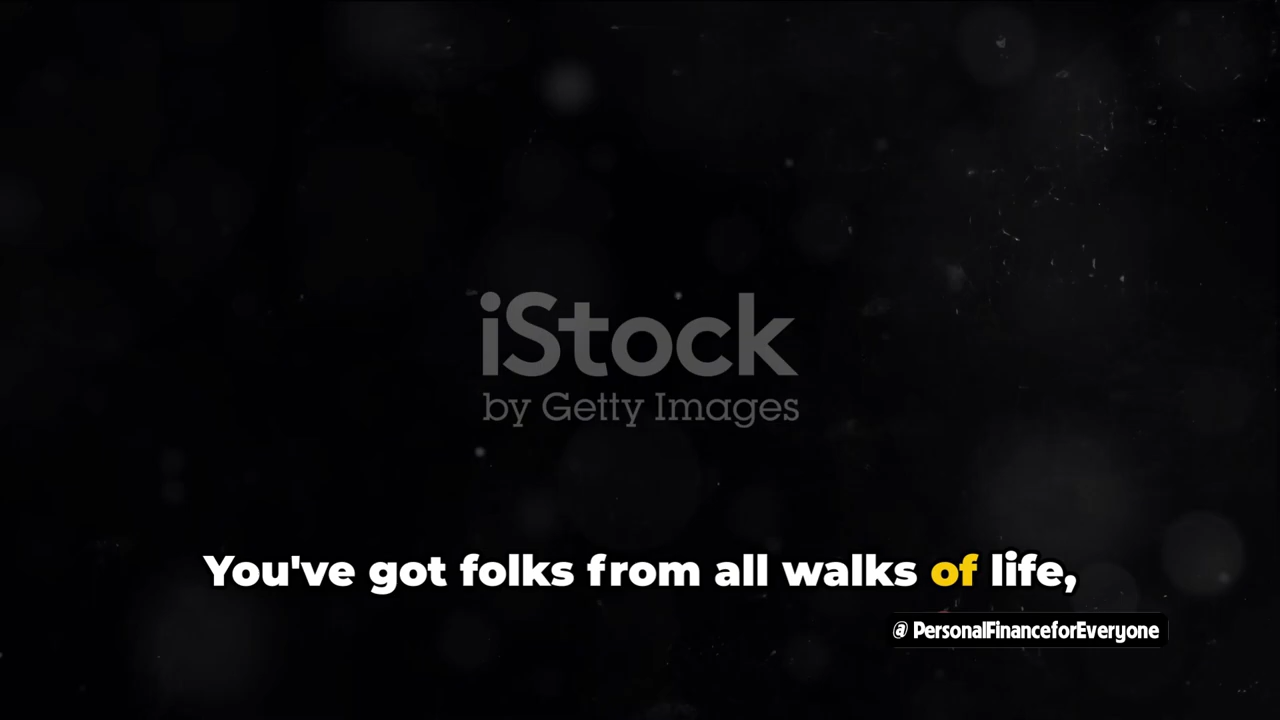 iStock
by Getty Images
You've got folks from all walks of life,
@ PersonalFinanceforEveryone